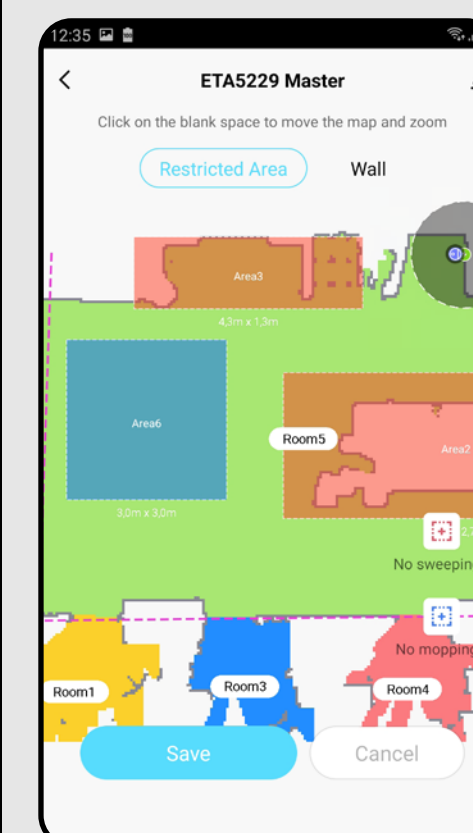 12:35
ETA5229 Master
Click on the blank space to move the map and zoom
Restricted Area
Wall
Area3
4,3m x 1,3m
Area6
Room5
Area2
3,0m x 3,0m
No sweeping
No mopping
Room1
Room3
Room4
Save
Cancel